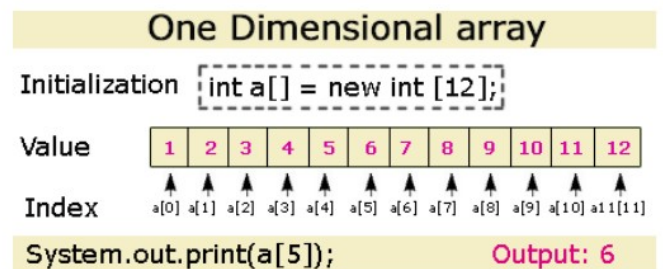 One Dimensional array
Initialization int a[] = new int [12];
Value 1 2 3 4 5 6 7 8 9 10 11 12
Index a[0] a[1] a[2] a[3] a[4] a[5] a[6] a[7] a[8] a[9] a[10] a11[11]
System.out.print(a[5]); Output: 6